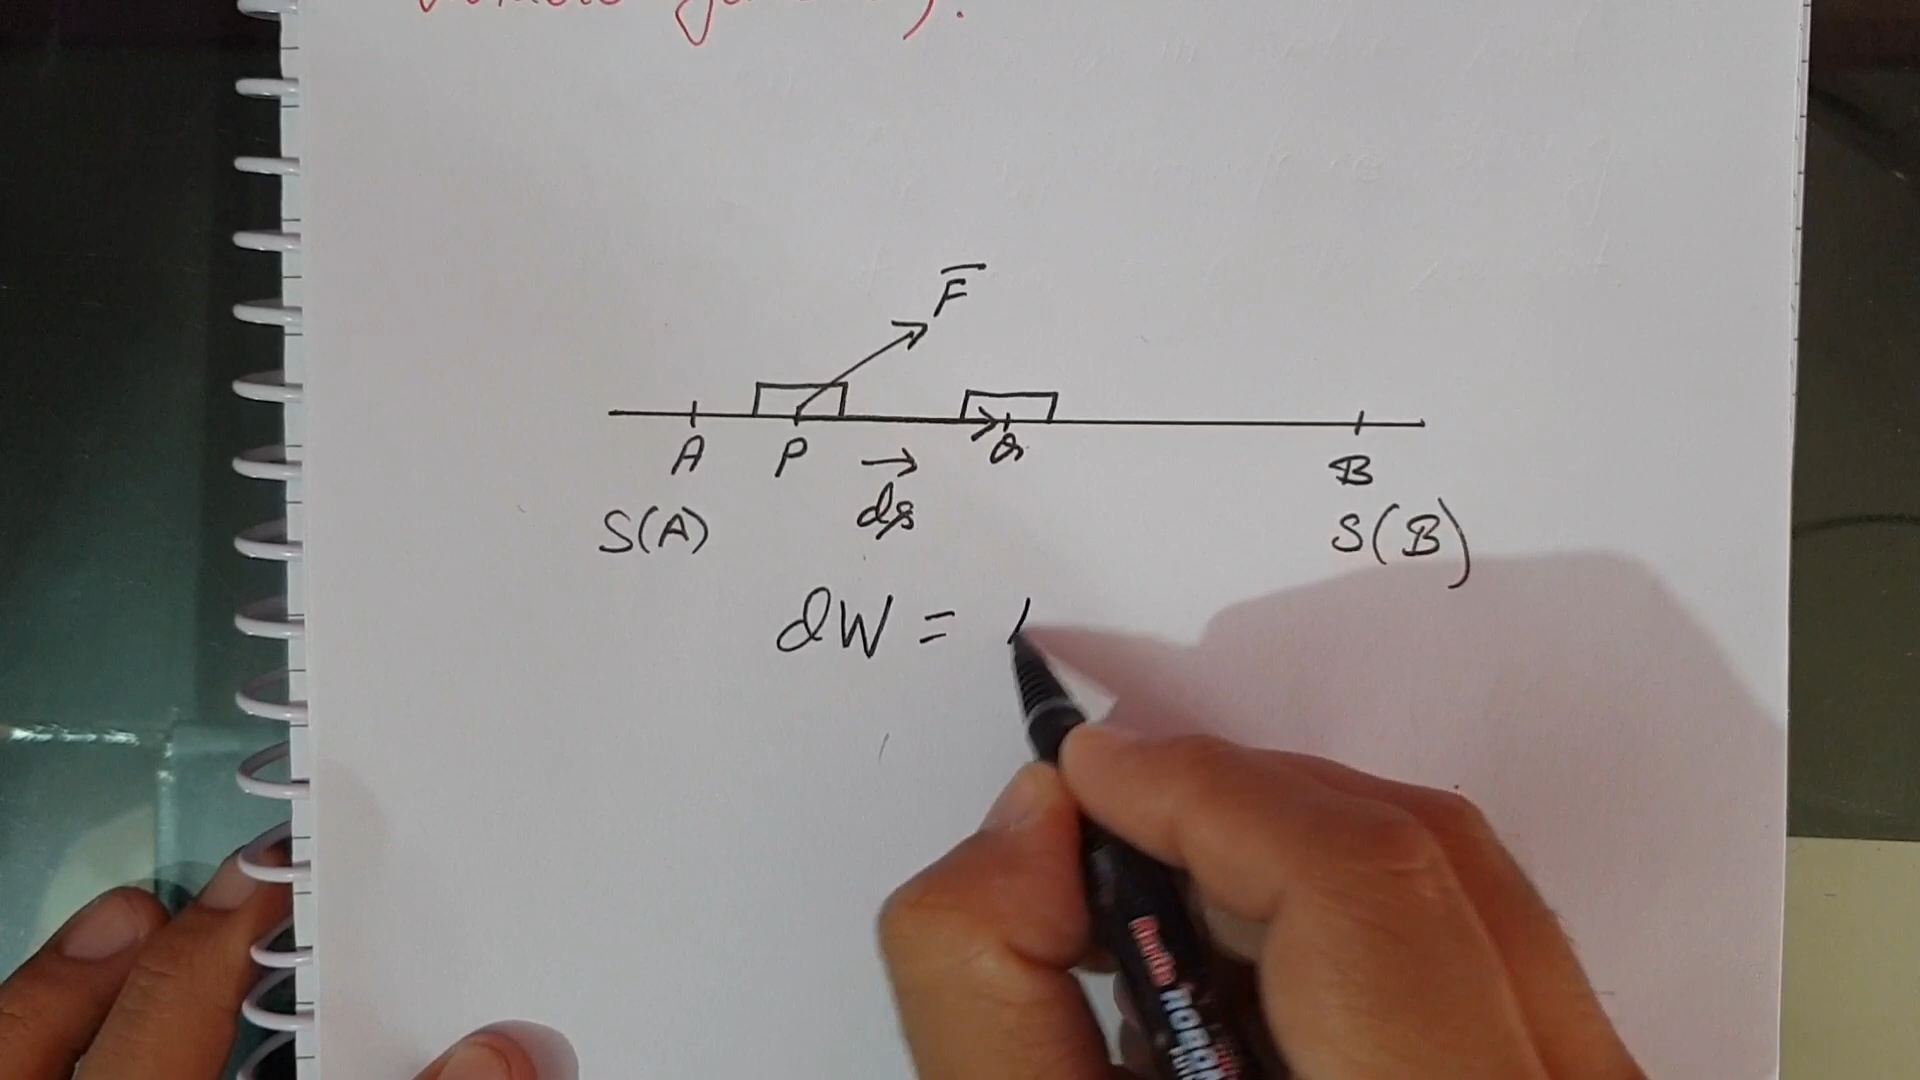 F
A P Q B
ds
S(A) S(B)
dW =